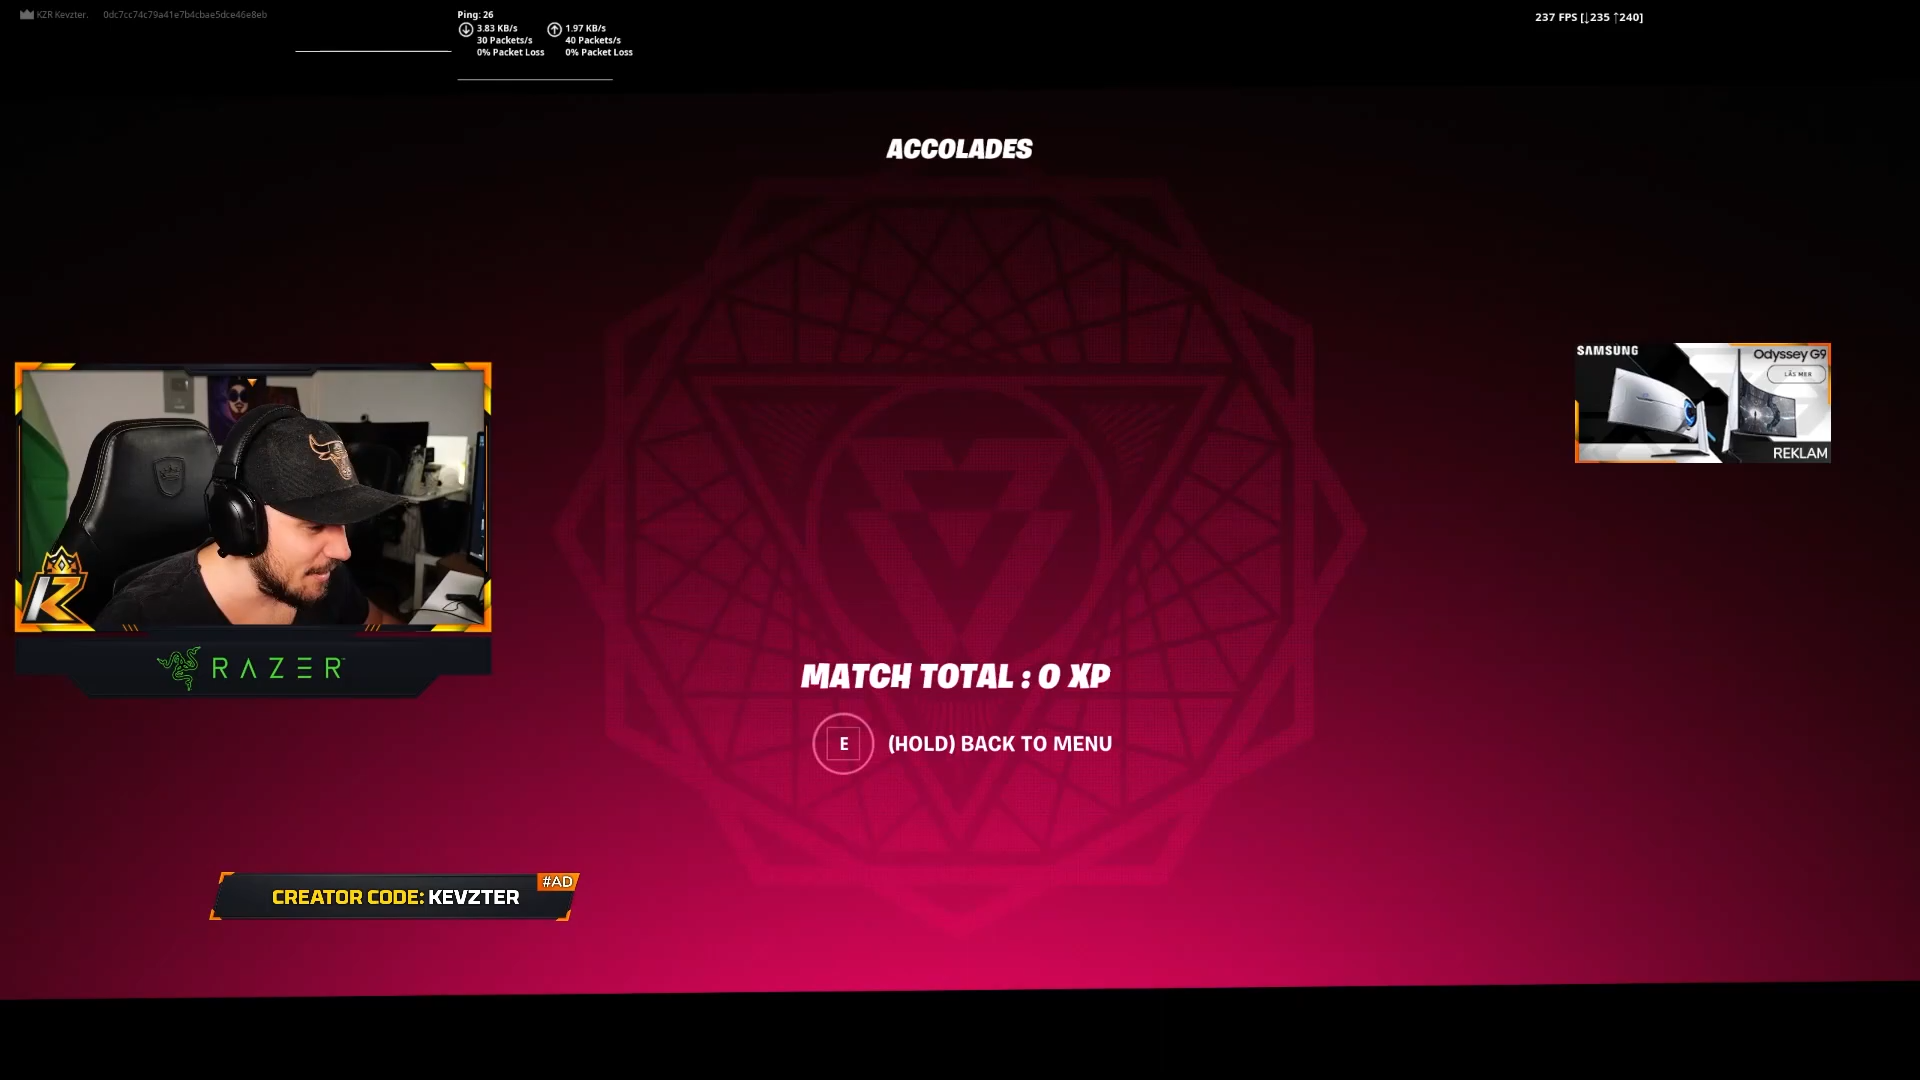 KZR Kevzter. 0dc7cc74c79a41e7b4cbae5dce46e8eb
Ping: 26
3.83 KB/s 1.97 KB/s
30 Packets/s 40 Packets/s
0% Packet Loss 0% Packet Loss
237 FPS [↓235 ↑240]
ACCOLADES
SAMSUNG
Odyssey G9
LÄS MER
REKLAM
KZ
RAZER
MATCH TOTAL : 0 XP
E (HOLD) BACK TO MENU
#AD
CREATOR CODE: KEVZTER